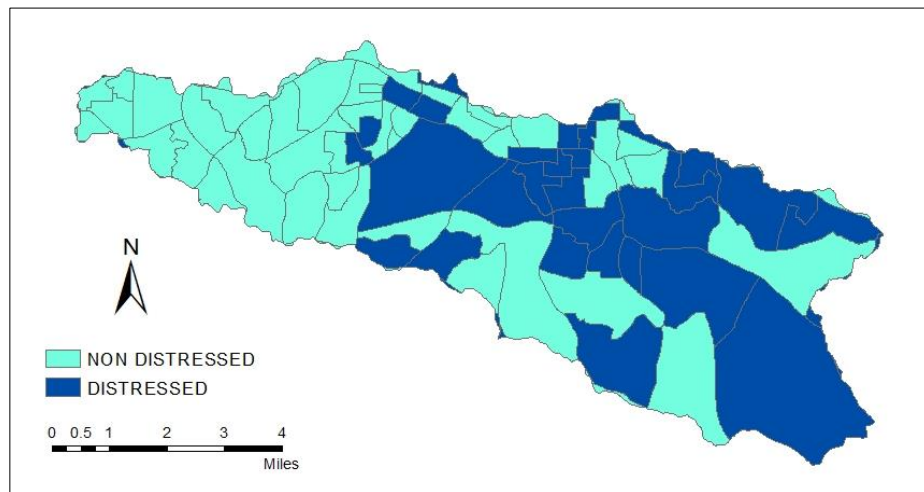 N
NON DISTRESSED
DISTRESSED
0 0.5 1 2 3 4
Miles